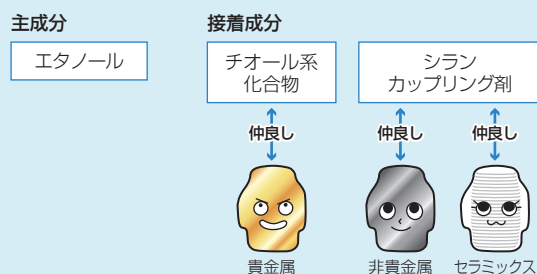 主成分
接着成分
エタノール
チオール系
化合物
シラン
カップリング剤
仲良し
仲良し
仲良し
貴金属
非貴金属
セラミックス